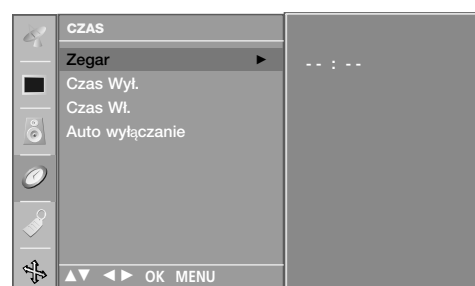 CZAS
Zegar ►
-- : --
Czas Wył.
Czas Wł.
Auto wyłączanie
▲▼ ◄► OK MENU